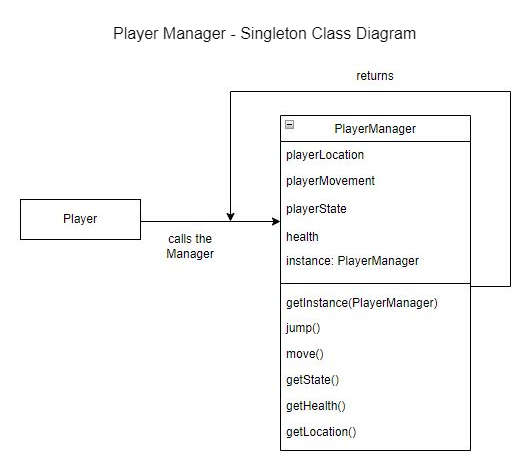 Player Manager - Singleton Class Diagram
returns
PlayerManager
playerLocation
playerMovement
playerState
health
instance: PlayerManager
Player
calls the
Manager
getInstance(PlayerManager)
jump()
move()
getState()
getHealth()
getLocation()